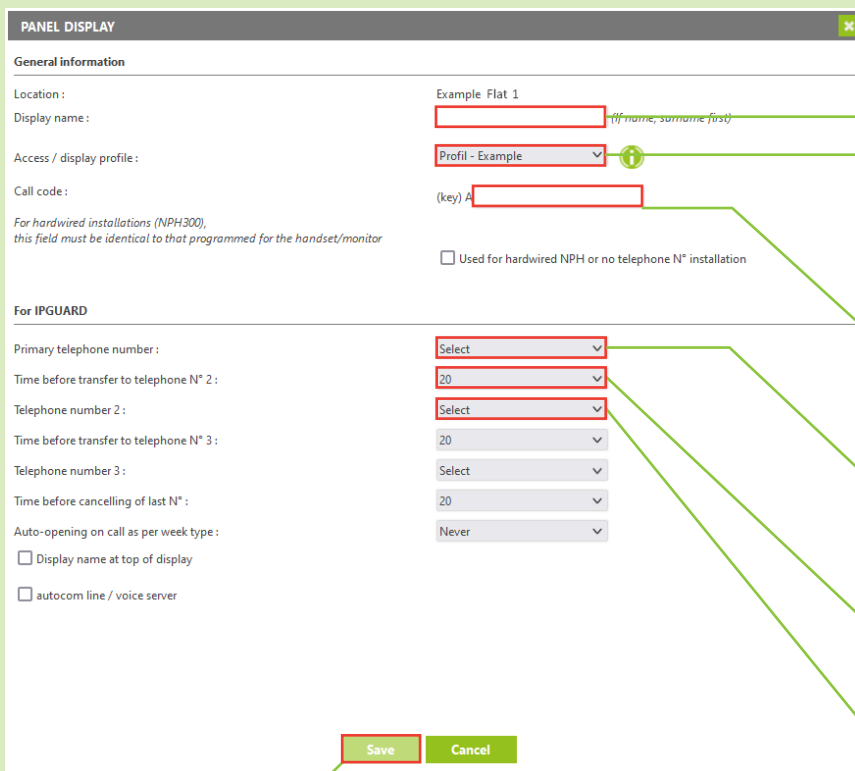 PANEL DISPLAY
General information
Location : Example Flat 1
Display name : (If name, surname first)
Access / display profile : Profil - Example
Call code : (key) A
For hardwired installations (NPH300),
this field must be identical to that programmed for the handset/monitor
Used for hardwired NPH or no telephone N° installation
For IPGUARD
Primary telephone number : Select
Time before transfer to telephone N° 2 : 20
Telephone number 2 : Select
Time before transfer to telephone N° 3 : 20
Telephone number 3 : Select
Time before cancelling of last N° : 20
Auto-opening on call as per week type : Never
Display name at top of display
autocom line / voice server
Save Cancel